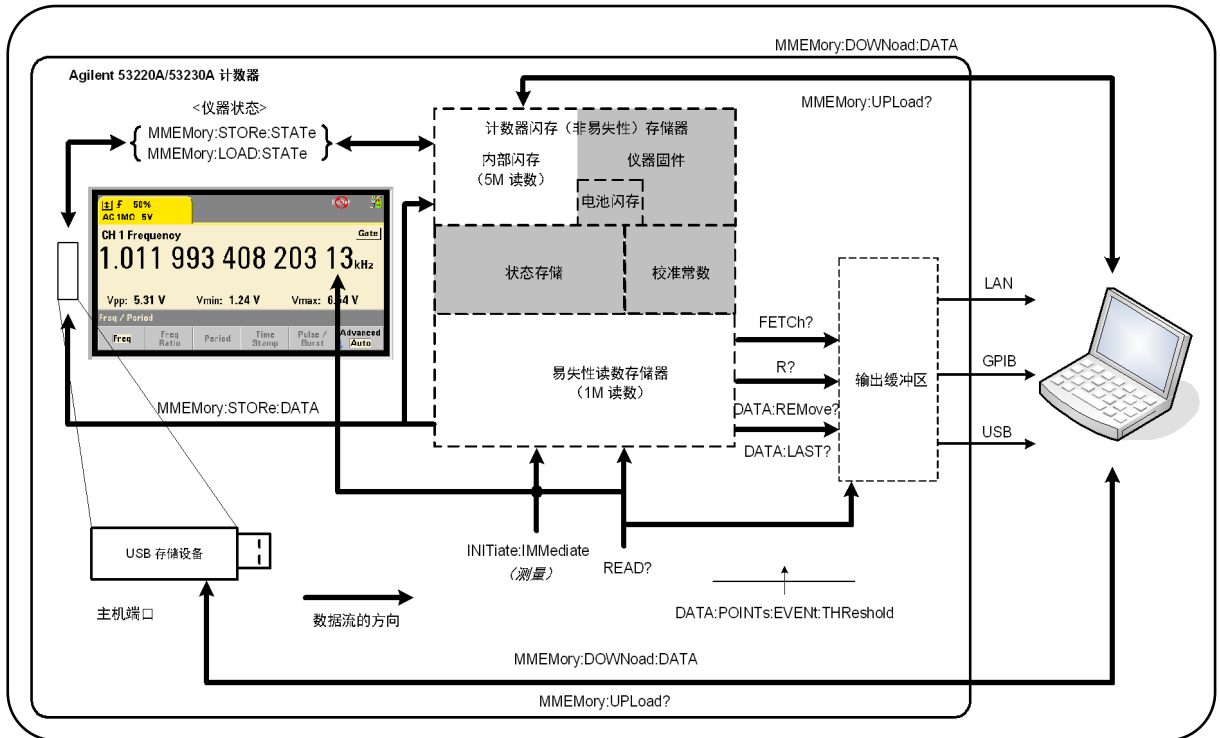 MMEMory:DOWNoad:DATA
Agilent 53220A/53230A 计数器
<仪器状态>
MMEMory:STORe:STATe
MMEMory:LOAD:STATe
MMEMory:UPLoad?
计数器闪存（非易失性）存储器
内部闪存
（5M 读数）
仪器固件
电池闪存
状态存储
校准常数
50%
AC 1MΩ 5V
CH 1 Frequency
Gate
1.011 993 408 203 13kHz
Vpp: 5.31 V Vmin: 1.24 V Vmax: 6.54 V
Freq / Period
Freq
Freq
Ratio
Period
Time
Stamp
Pulse /
Burst
Advanced
Auto
易失性读数存储器
（1M 读数）
FETCh?
R?
DATA:REMove?
DATA:LAST?
输出缓冲区
LAN
GPIB
USB
MMEMory:STORe:DATA
INITiate:IMMediate
（测量）
READ?
USB 存储设备
主机端口
数据流的方向
DATA:POINTs:EVENt:THReshold
MMEMory:DOWNoad:DATA
MMEMory:UPLoad?